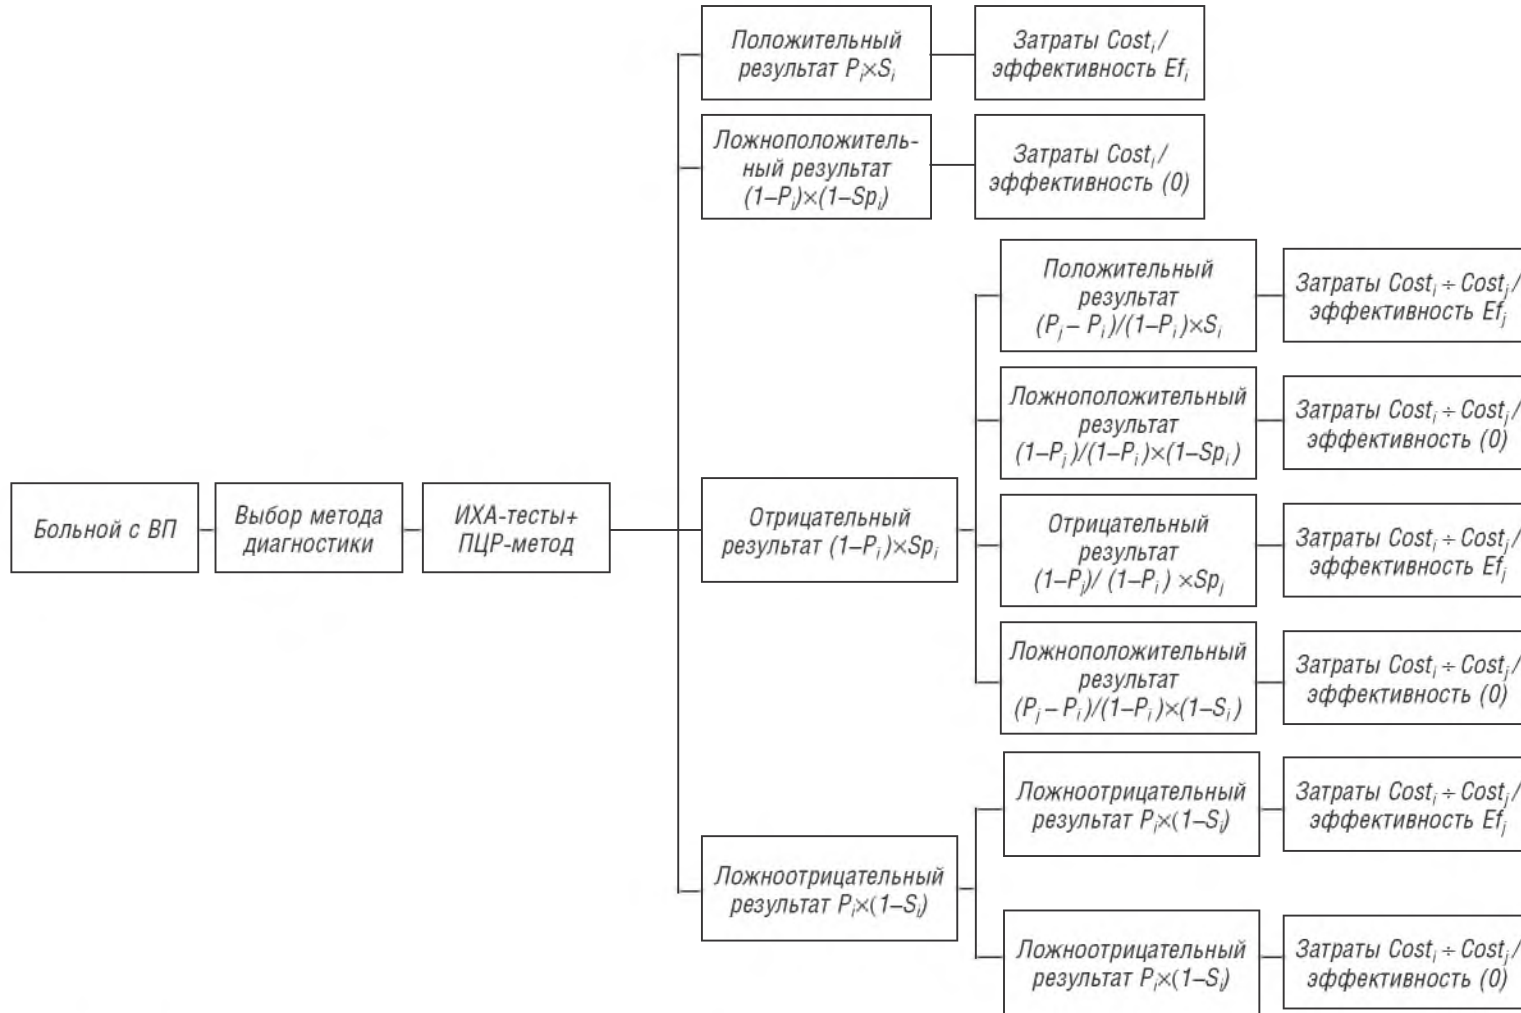 Положительный
результат Pᵢ×Sᵢ
Затраты Costᵢ/
эффективность Efᵢ
Ложноположитель-
ный результат
(1–Pᵢ)×(1–Spᵢ)
Затраты Costᵢ/
эффективность (0)
Положительный
результат
(Pⱼ – Pᵢ)/(1–Pᵢ)×Sᵢ
Затраты Costᵢ ÷ Costⱼ/
эффективность Efⱼ
Ложноположительный
результат
(1–Pⱼ)/(1–Pᵢ)×(1–Spᵢ)
Затраты Costᵢ ÷ Costⱼ/
эффективность (0)
Больной с ВП
Выбор метода
диагностики
ИХА-тесты+
ПЦР-метод
Отрицательный
результат (1–Pᵢ)×Spᵢ
Отрицательный
результат
(1–Pⱼ)/ (1–Pᵢ) ×Spⱼ
Затраты Costᵢ ÷ Costⱼ/
эффективность Efⱼ
Ложноположительный
результат
(Pⱼ – Pᵢ)/(1–Pᵢ)×(1–Sᵢ)
Затраты Costᵢ ÷ Costⱼ/
эффективность (0)
Ложноотрицательный
результат Pᵢ×(1–Sᵢ)
Ложноотрицательный
результат Pᵢ×(1–Sᵢ)
Затраты Costᵢ ÷ Costⱼ/
эффективность Efⱼ
Ложноотрицательный
результат Pᵢ×(1–Sᵢ)
Затраты Costᵢ ÷ Costⱼ/
эффективность (0)